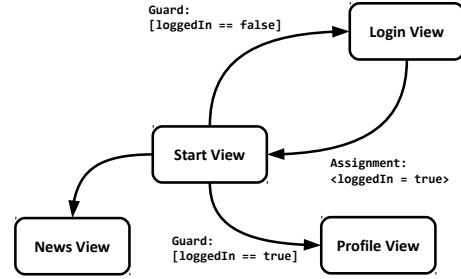 Guard:
[loggedIn == false]
Login View
Start View
Assignment:
<loggedIn = true>
News View
Guard:
[loggedIn == true]
Profile View